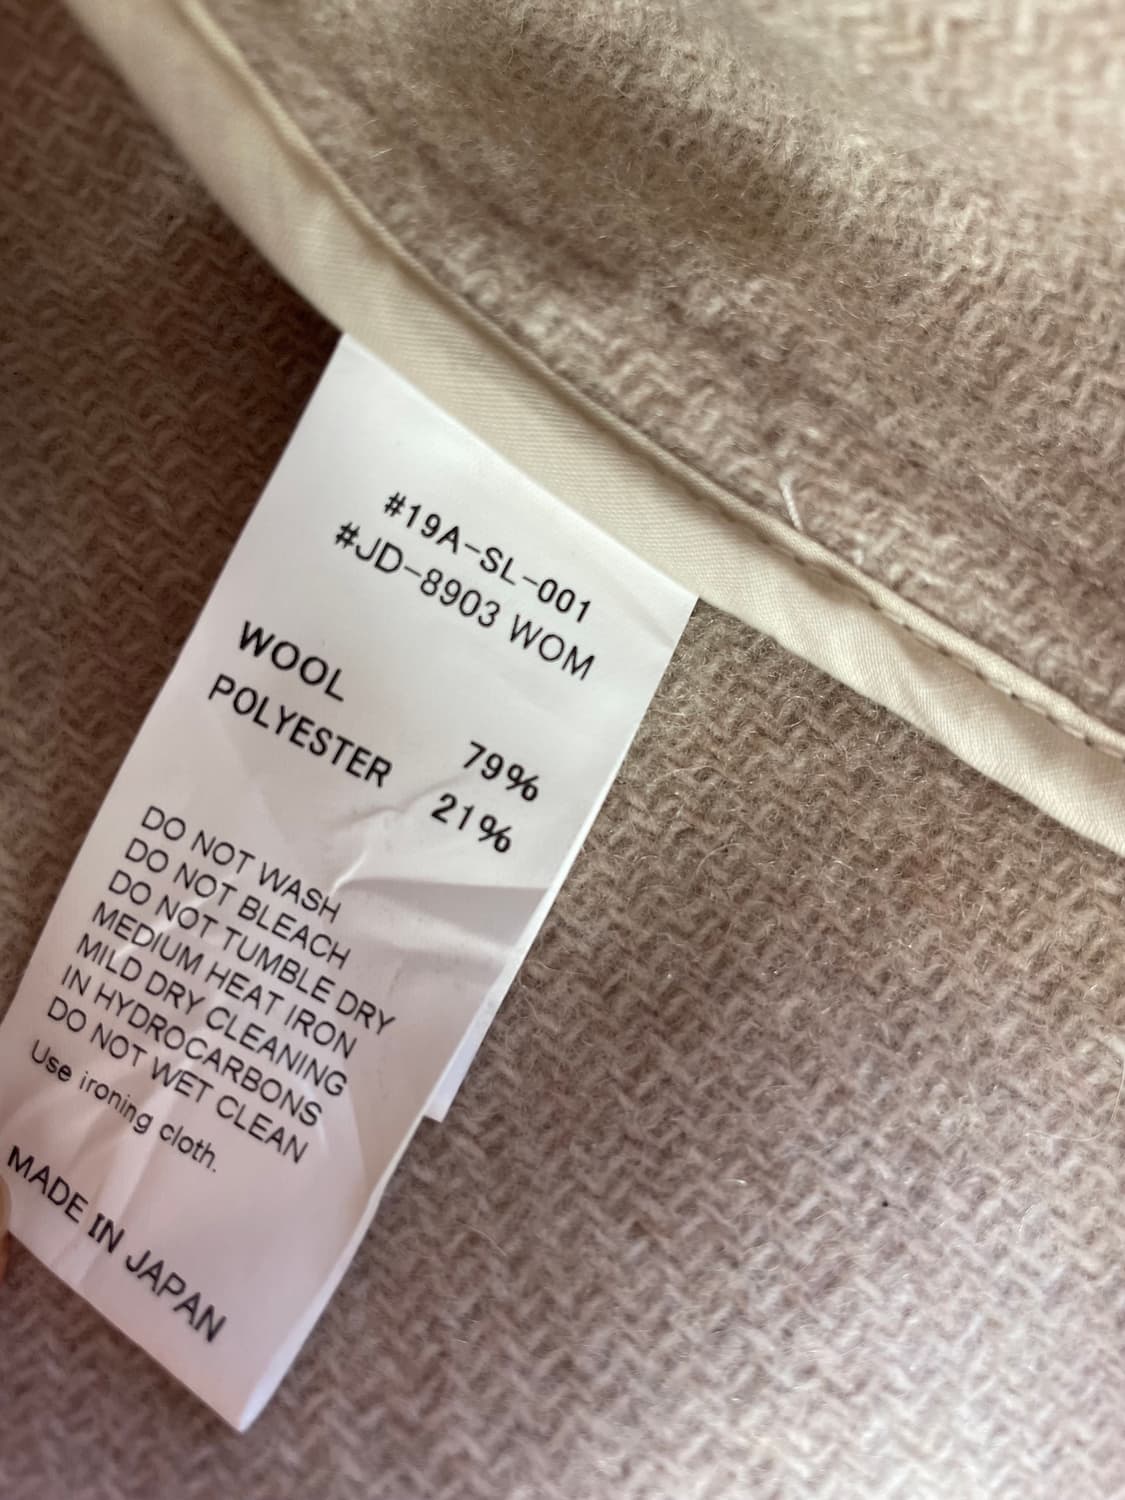 #19A-SL-001
#JD-8903 WOM
WOOL 79%
POLYESTER 21%
DO NOT WASH
DO NOT BLEACH
DO NOT TUMBLE DRY
MEDIUM HEAT IRON
MILD DRY CLEANING
IN HYDROCARBONS
DO NOT WET CLEAN
Use ironing cloth.
MADE IN JAPAN